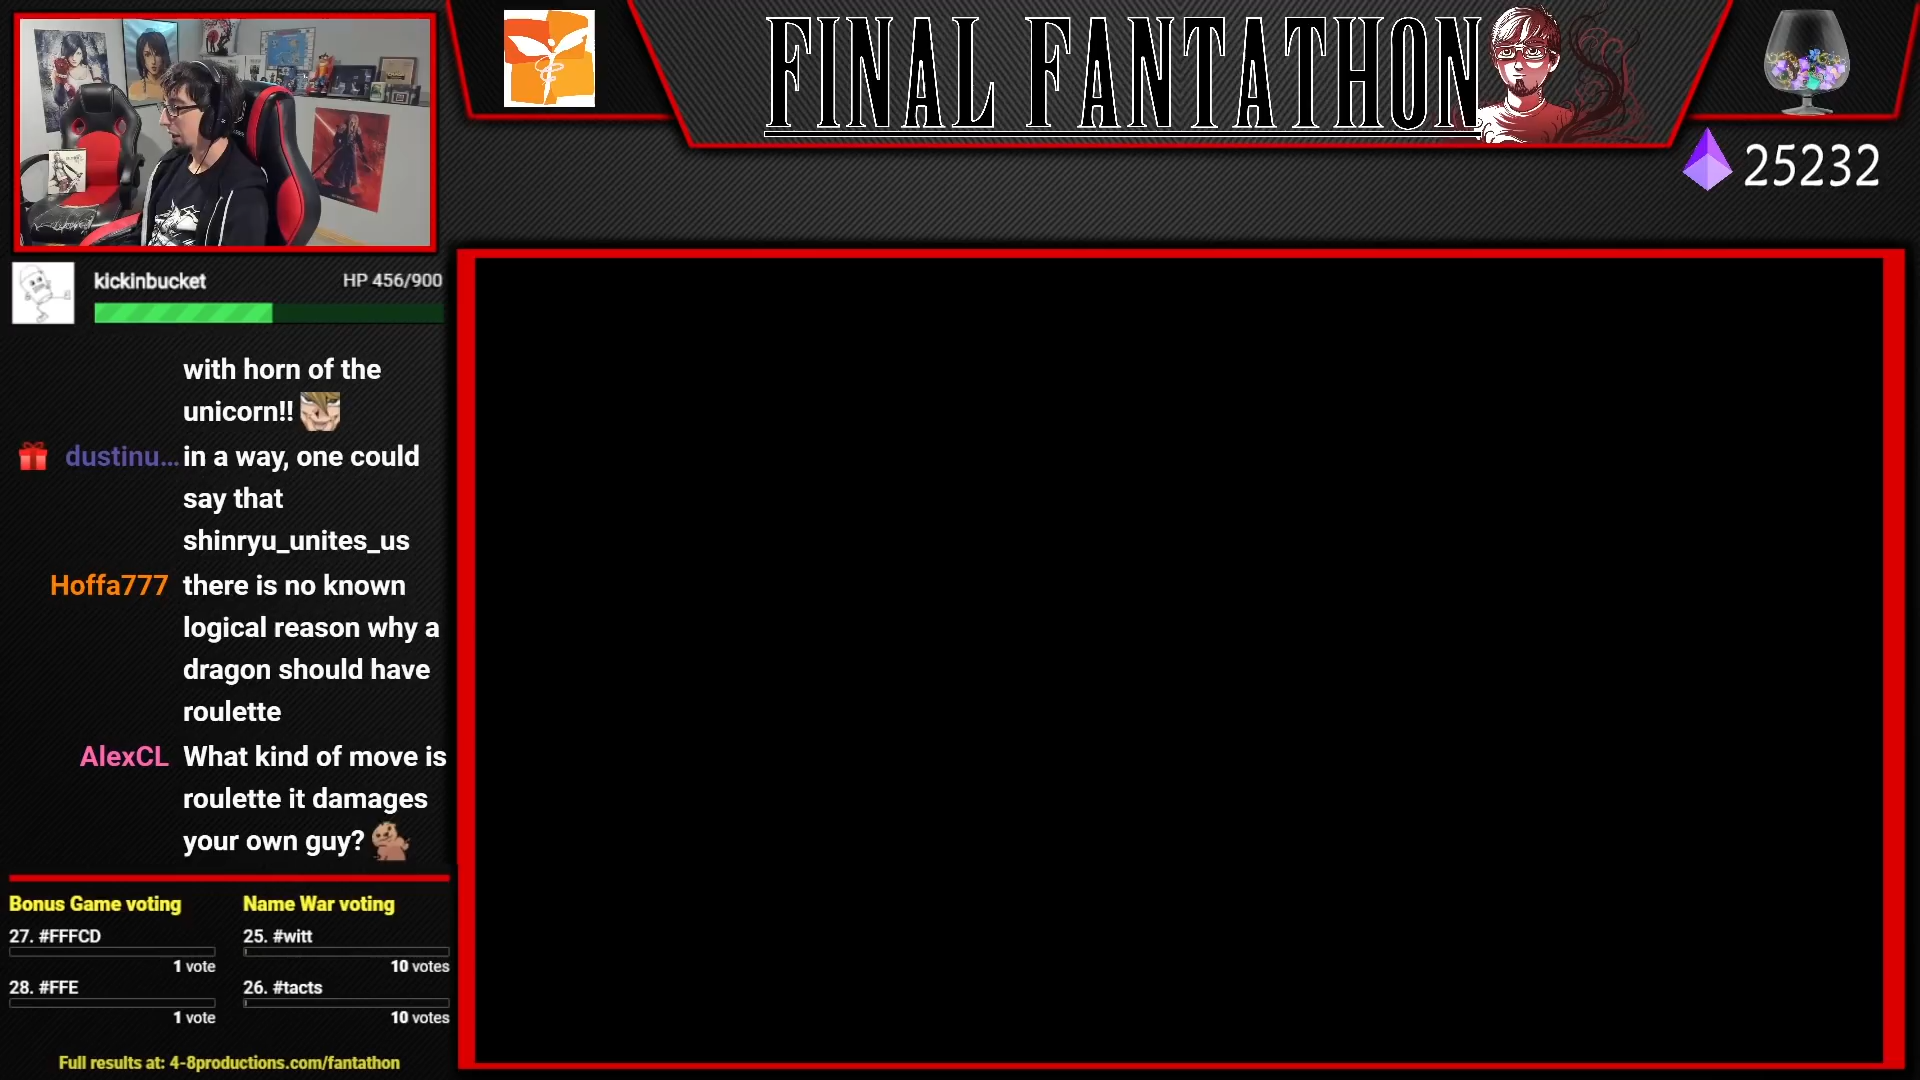 FINAL FANTATHON
25232
kickinbucket HP 456/900
with horn of the
unicorn!!
dustinu... in a way, one could
say that
shinryu_unites_us
Hoffa777 there is no known
logical reason why a
dragon should have
roulette
AlexCL What kind of move is
roulette it damages
your own guy?
Bonus Game voting
27. #FFFCD
1 vote
28. #FFE
1 vote
Name War voting
25. #witt
10 votes
26. #tacts
10 votes
Full results at: 4-8productions.com/fantathon